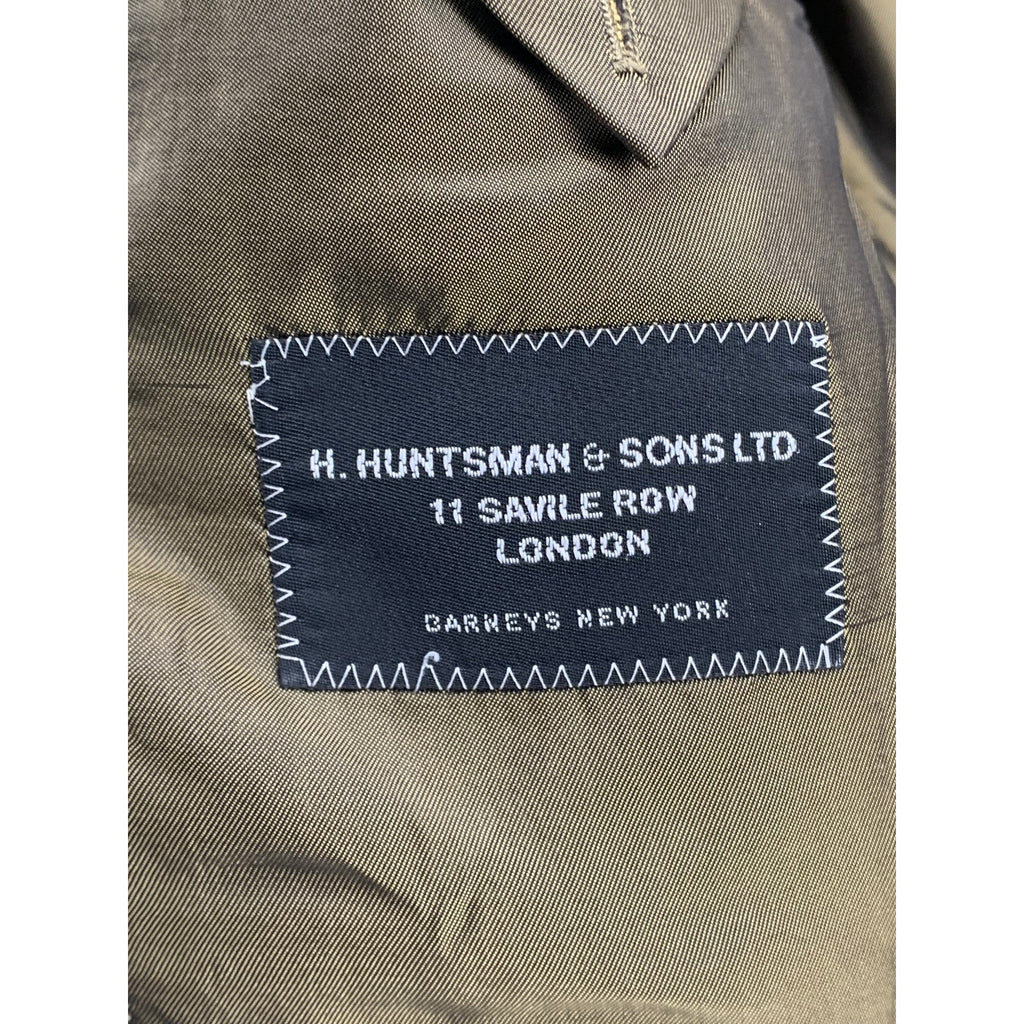 H. HUNTSMAN & SONS LTD
11 SAVILE ROW
LONDON
BARNEYS NEW YORK